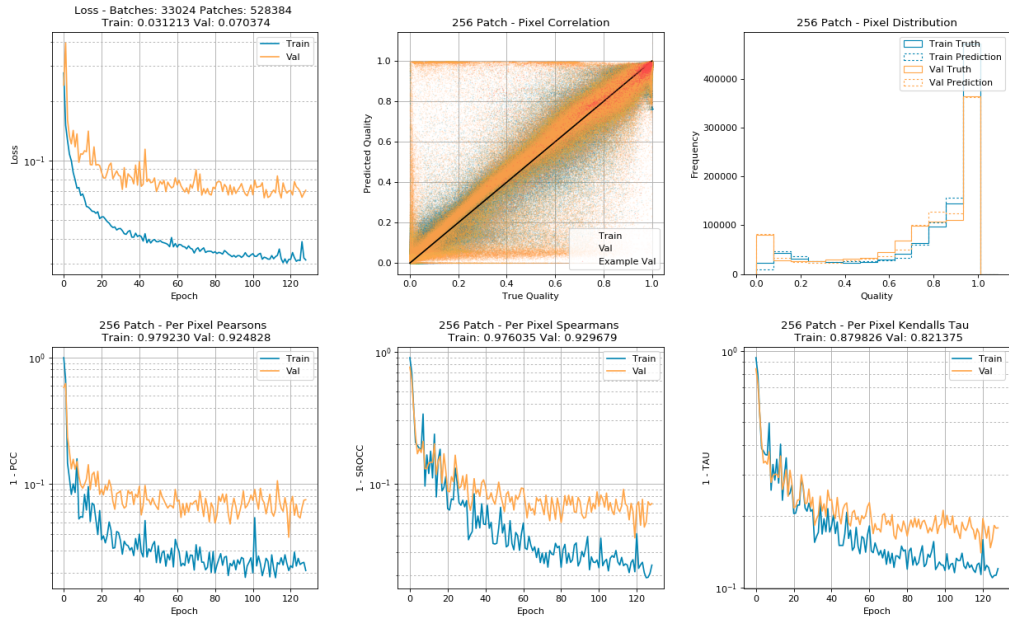 Loss - Batches: 33024 Patches: 528384
Train: 0.031213 Val: 0.070374
Train
Val
10⁻¹
Loss
0 20 40 60 80 100 120
Epoch
256 Patch - Pixel Correlation
1.0
0.8
0.6
0.4
0.2
0.0
Predicted Quality
Train
Val
Example Val
0.0 0.2 0.4 0.6 0.8 1.0
True Quality
256 Patch - Pixel Distribution
Train Truth
Train Prediction
Val Truth
Val Prediction
400000
300000
200000
100000
0
Frequency
0.0 0.2 0.4 0.6 0.8 1.0
Quality
256 Patch - Per Pixel Pearsons
Train: 0.979230 Val: 0.924828
Train
Val
10⁰
10⁻¹
1 - PCC
0 20 40 60 80 100 120
Epoch
256 Patch - Per Pixel Spearmans
Train: 0.976035 Val: 0.929679
Train
Val
10⁰
10⁻¹
1 - SROCC
0 20 40 60 80 100 120
Epoch
256 Patch - Per Pixel Kendalls Tau
Train: 0.879826 Val: 0.821375
Train
Val
10⁰
10⁻¹
1 - TAU
0 20 40 60 80 100 120
Epoch